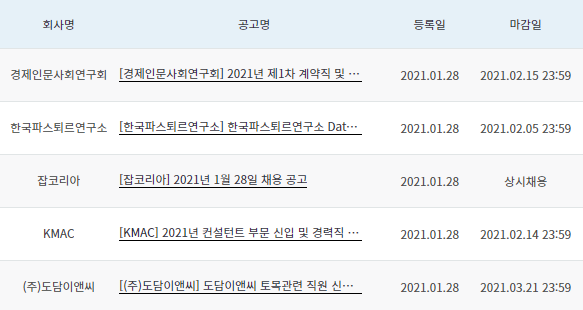 회사명 공고명 등록일 마감일
경제인문사회연구회 [경제인문사회연구회] 2021년 제1차 계약직 및 … 2021.01.28 2021.02.15 23:59
한국파스퇴르연구소 [한국파스퇴르연구소] 한국파스퇴르연구소 Dat… 2021.01.28 2021.02.05 23:59
잡코리아 [잡코리아] 2021년 1월 28일 채용 공고 2021.01.28 상시채용
KMAC [KMAC] 2021년 컨설턴트 부문 신입 및 경력직 … 2021.01.28 2021.02.14 23:59
(주)도담이앤씨 [(주)도담이앤씨] 도담이앤씨 토목관련 직원 신… 2021.01.28 2021.03.21 23:59